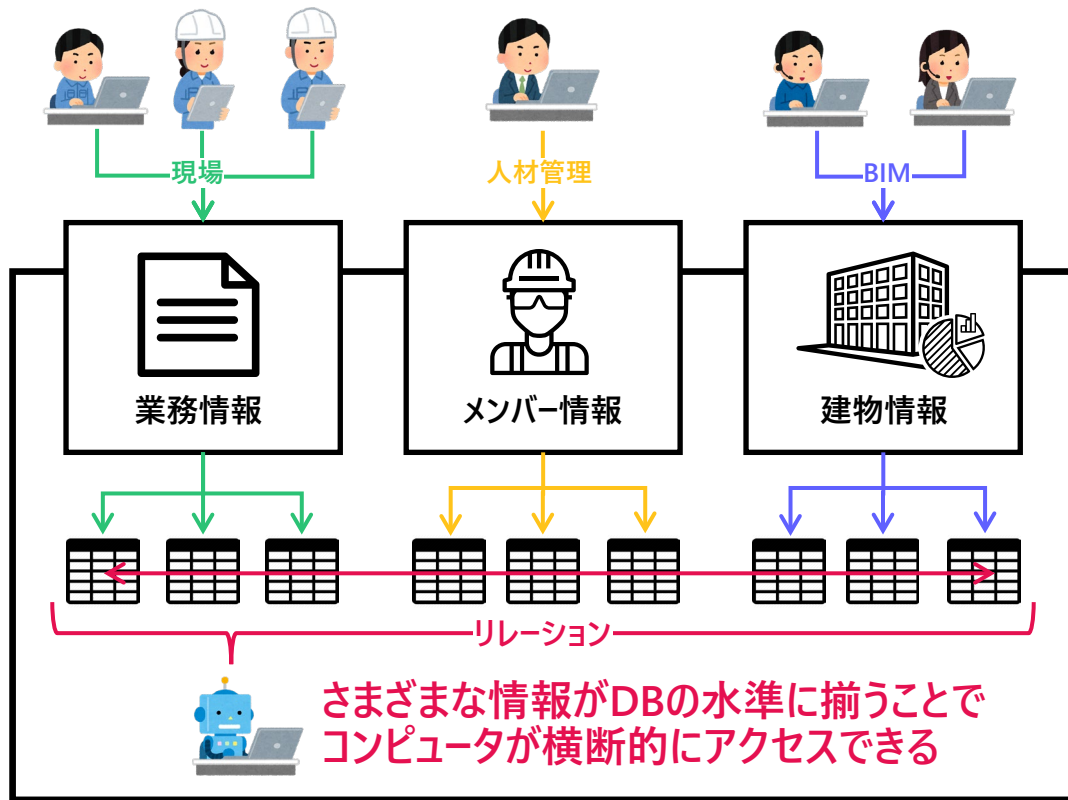 現場
人材管理
BIM
業務情報
メンバー情報
建物情報
リレーション
さまざまな情報がDBの水準に揃うことで
コンピュータが横断的にアクセスできる